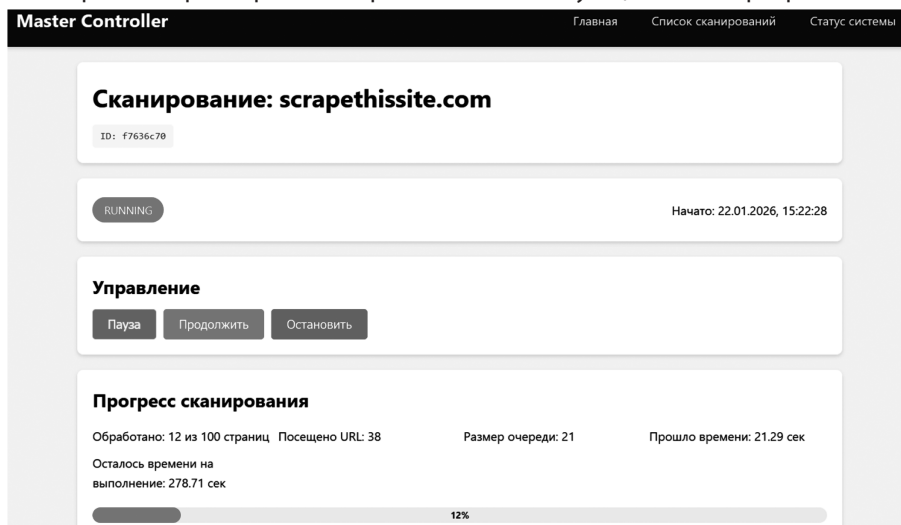 Master Controller
Главная Список сканирований Статус системы
Сканирование: scrapethissite.com
ID: f7636c70
RUNNING
Начато: 22.01.2026, 15:22:28
Управление
Пауза Продолжить Остановить
Прогресс сканирования
Обработано: 12 из 100 страниц Посещено URL: 38 Размер очереди: 21 Прошло времени: 21.29 сек
Осталось времени на
выполнение: 278.71 сек
12%